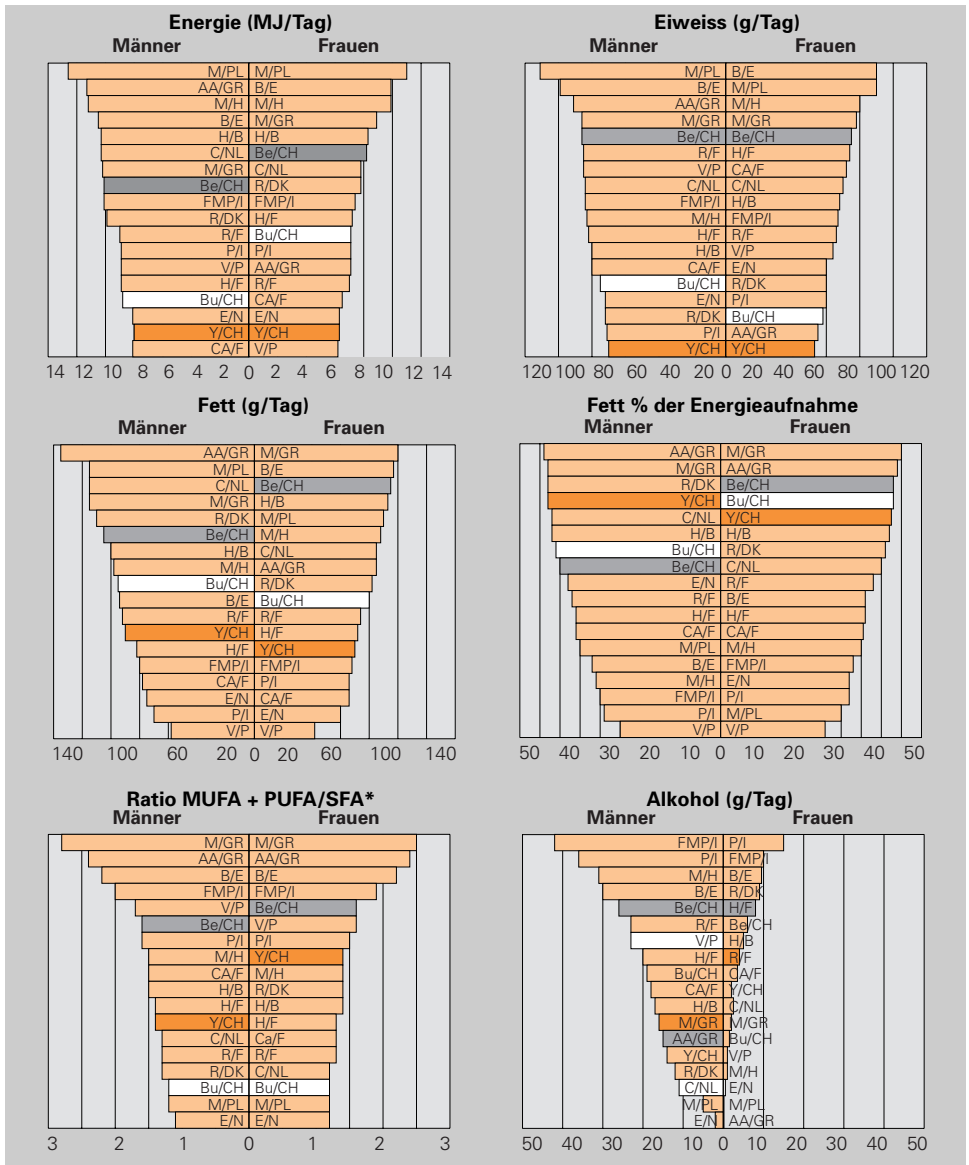 Energie (MJ/Tag)
Männer Frauen
M/PL M/PL
AA/GR B/E
M/H M/H
B/E M/GR
H/B H/B
C/NL Be/CH
M/GR C/NL
Be/CH R/DK
FMP/I FMP/I
R/DK H/F
R/F Bu/CH
P/I P/I
V/P AA/GR
H/F R/F
Bu/CH CA/F
E/N E/N
Y/CH Y/CH
CA/F V/P
14 12 10 8 6 4 2 0 2 4 6 8 10 12 14
Eiweiss (g/Tag)
Männer Frauen
M/PL B/E
B/E M/PL
AA/GR M/H
M/GR M/GR
Be/CH Be/CH
R/F H/F
V/P CA/F
C/NL C/NL
FMP/I H/B
M/H FMP/I
H/F R/F
H/B V/P
CA/F E/N
Bu/CH R/DK
E/N P/I
R/DK Bu/CH
P/I AA/GR
Y/CH Y/CH
120 100 80 60 40 20 0 20 40 60 80 100 120
Fett (g/Tag)
Männer Frauen
AA/GR M/GR
M/PL B/E
C/NL Be/CH
M/GR H/B
R/DK M/PL
Be/CH M/H
H/B C/NL
M/H AA/GR
Bu/CH R/DK
B/E Bu/CH
R/F R/F
Y/CH H/F
H/F Y/CH
FMP/I FMP/I
CA/F P/I
E/N CA/F
P/I E/N
V/P V/P
140 100 60 20 0 20 60 100 140
Fett % der Energieaufnahme
Männer Frauen
AA/GR M/GR
M/GR AA/GR
R/DK Be/CH
Y/CH Bu/CH
C/NL Y/CH
H/B H/B
Bu/CH R/DK
Be/CH C/NL
E/N R/F
R/F B/E
H/F H/F
CA/F CA/F
M/PL M/H
B/E FMP/I
M/H E/N
FMP/I P/I
P/I M/PL
V/P V/P
50 40 30 20 10 0 10 20 30 40 50
Ratio MUFA + PUFA/SFA*
Männer Frauen
M/GR M/GR
AA/GR AA/GR
B/E B/E
FMP/I FMP/I
V/P Be/CH
Be/CH V/P
P/I P/I
M/H Y/CH
CA/F M/H
H/B R/DK
H/F H/B
Y/CH H/F
C/NL Ca/F
R/F R/F
R/DK C/NL
Bu/CH Bu/CH
M/PL M/PL
E/N E/N
3 2 1 0 1 2 3
Alkohol (g/Tag)
Männer Frauen
FMP/I P/I
P/I FMP/I
M/H B/E
B/E R/DK
Be/CH H/F
R/F Be/CH
V/P H/B
H/F R/F
Bu/CH CA/F
CA/F Y/CH
H/B C/NL
M/GR M/GR
AA/GR Bu/CH
Y/CH V/P
R/DK M/H
C/NL E/N
M/PL M/PL
E/N AA/GR
50 40 30 20 10 0 10 20 30 40 50